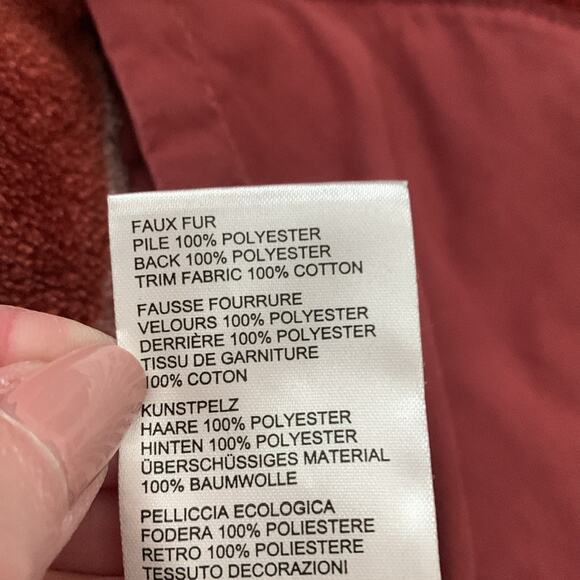 FAUX FUR
PILE 100% POLYESTER
BACK 100% POLYESTER
TRIM FABRIC 100% COTTON
FAUSSE FOURRURE
VELOURS 100% POLYESTER
DERRIÈRE 100% POLYESTER
TISSU DE GARNITURE
100% COTON
KUNSTPELZ
HAARE 100% POLYESTER
HINTEN 100% POLYESTER
ÜBERSCHÜSSIGES MATERIAL
100% BAUMWOLLE
PELLICCIA ECOLOGICA
FODERA 100% POLIESTERE
RETRO 100% POLIESTERE
TESSUTO DECORAZIONI